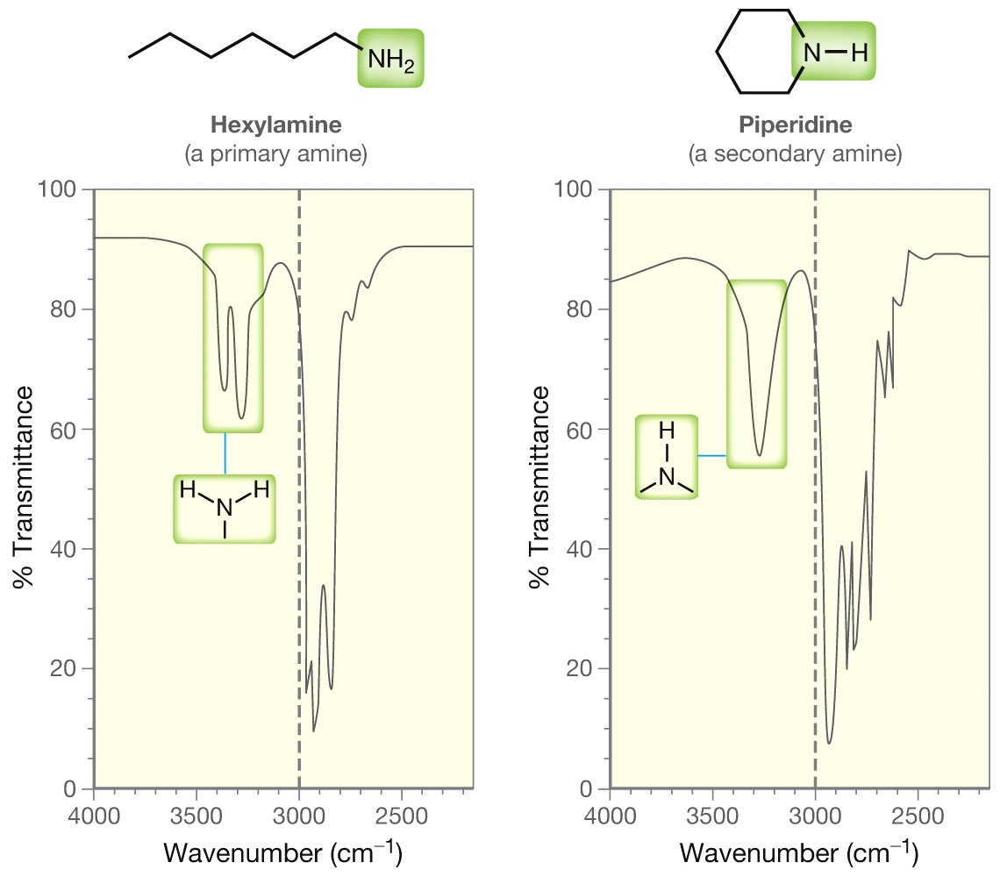 NH₂
Hexylamine
(a primary amine)
100
80
60
40
20
0
% Transmittance
H H
N
4000 3500 3000 2500
Wavenumber (cm⁻¹)
N—H
Piperidine
(a secondary amine)
100
80
60
40
20
0
% Transmittance
H
N
4000 3500 3000 2500
Wavenumber (cm⁻¹)